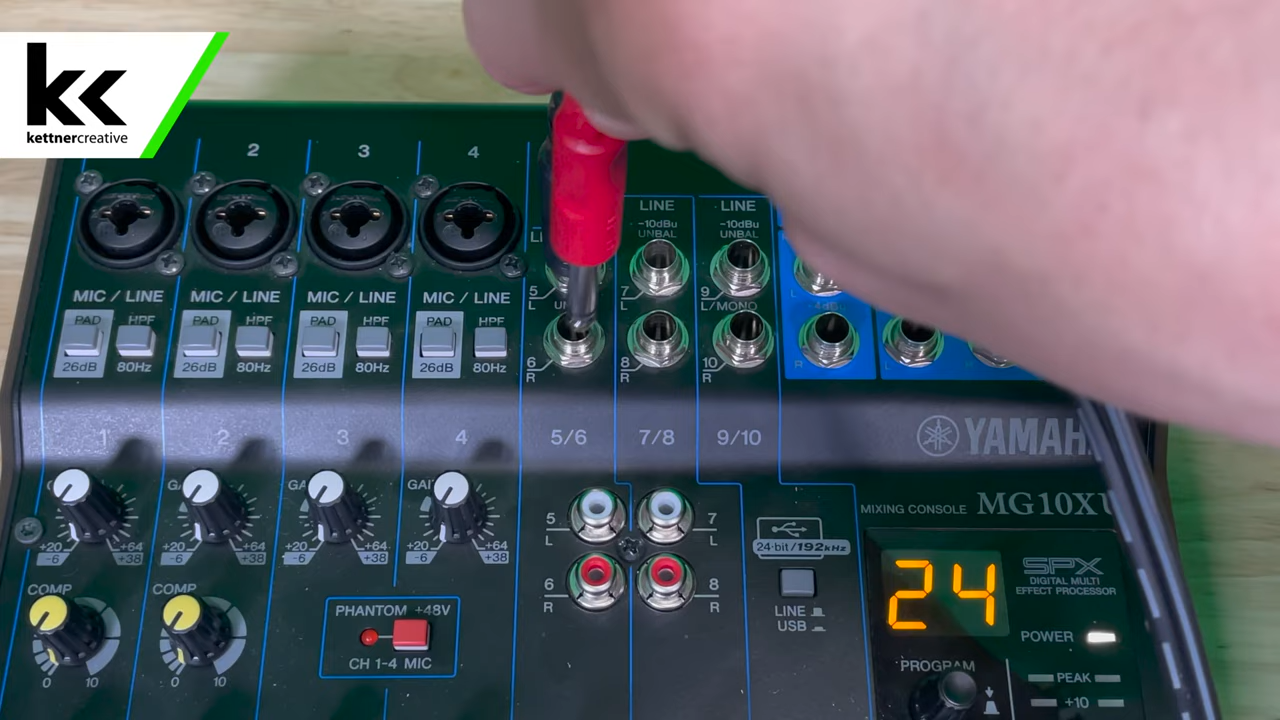 kk
kettnercreative
2 3 4
LINE LINE
-10dBu -10dBu
UNBAL UNBAL
5 7 9
L L L/MONO
MIC / LINE MIC / LINE MIC / LINE MIC / LINE
PAD HPF PAD HPF PAD HPF PAD HPF
26dB 80Hz 26dB 80Hz 26dB 80Hz 26dB 80Hz
6 8 10
R R R R
1 2 3 4 5/6 7/8 9/10
YAMAH
MIXING CONSOLE MG10XU
+20 +64 +20 +64 +20 +64 +20 +64
-6 +38 -6 +38 -6 +38 -6 +38
5 7
L L
6 8
R R
24-bit/192kHz
LINE
USB
24
SPX
DIGITAL MULTI
EFFECT PROCESSOR
POWER
COMP COMP
0 10 0 10
PHANTOM +48V
CH 1-4 MIC
PROGRAM
PEAK
+10